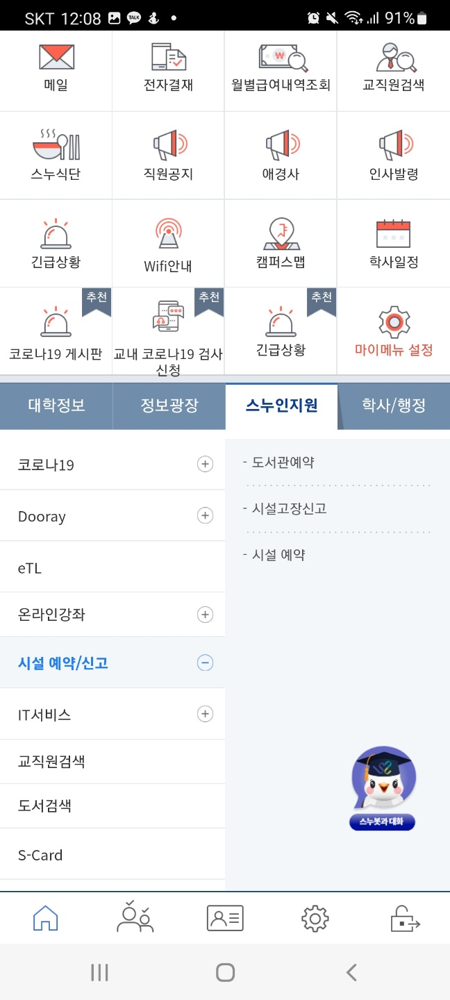 SKT 12:08 TALK 91%
메일 전자결재 월별급여내역조회 교직원검색
스누식단 직원공지 애경사 인사발령
긴급상황 Wifi안내 캠퍼스맵 학사일정
추천 추천 추천
코로나19 게시판 교내 코로나19 검사 신청 긴급상황 마이메뉴 설정
대학정보 정보광장 스누인지원 학사/행정
코로나19
Dooray
eTL
온라인강좌
시설 예약/신고
IT서비스
교직원검색
도서검색
S-Card
- 도서관예약
- 시설고장신고
- 시설 예약
스누봇과 대화